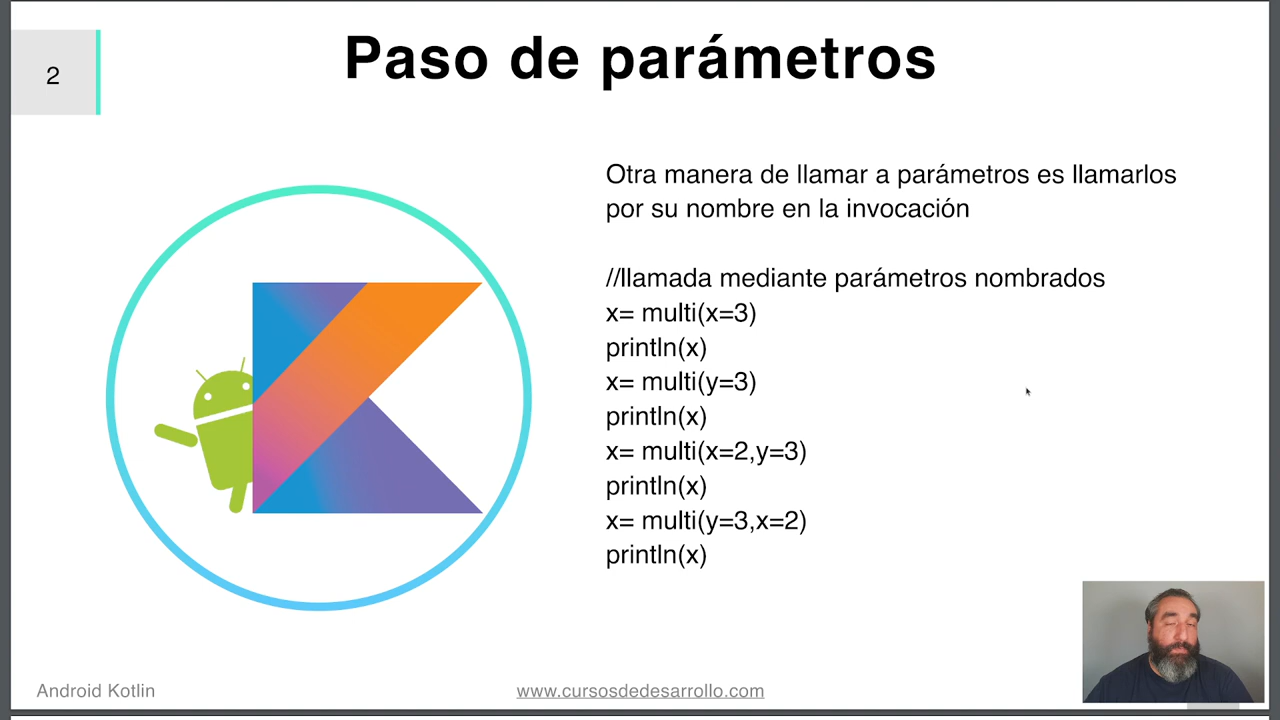 2
Paso de parámetros
Otra manera de llamar a parámetros es llamarlos
por su nombre en la invocación
//llamada mediante parámetros nombrados
x= multi(x=3)
println(x)
x= multi(y=3)
println(x)
x= multi(x=2,y=3)
println(x)
x= multi(y=3,x=2)
println(x)
Android Kotlin
www.cursosdedesarrollo.com